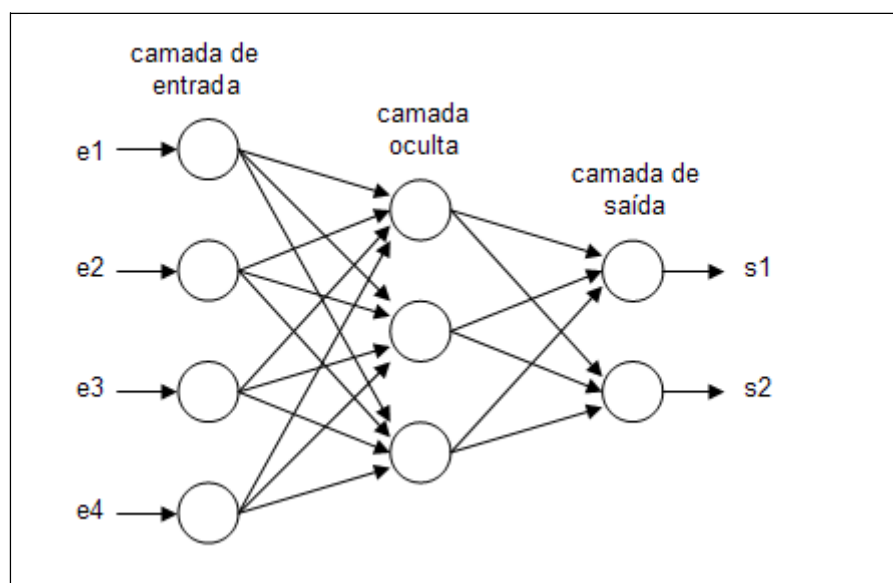 camada de
entrada
camada
oculta
camada de
saída
e1
e2
e3
e4
s1
s2